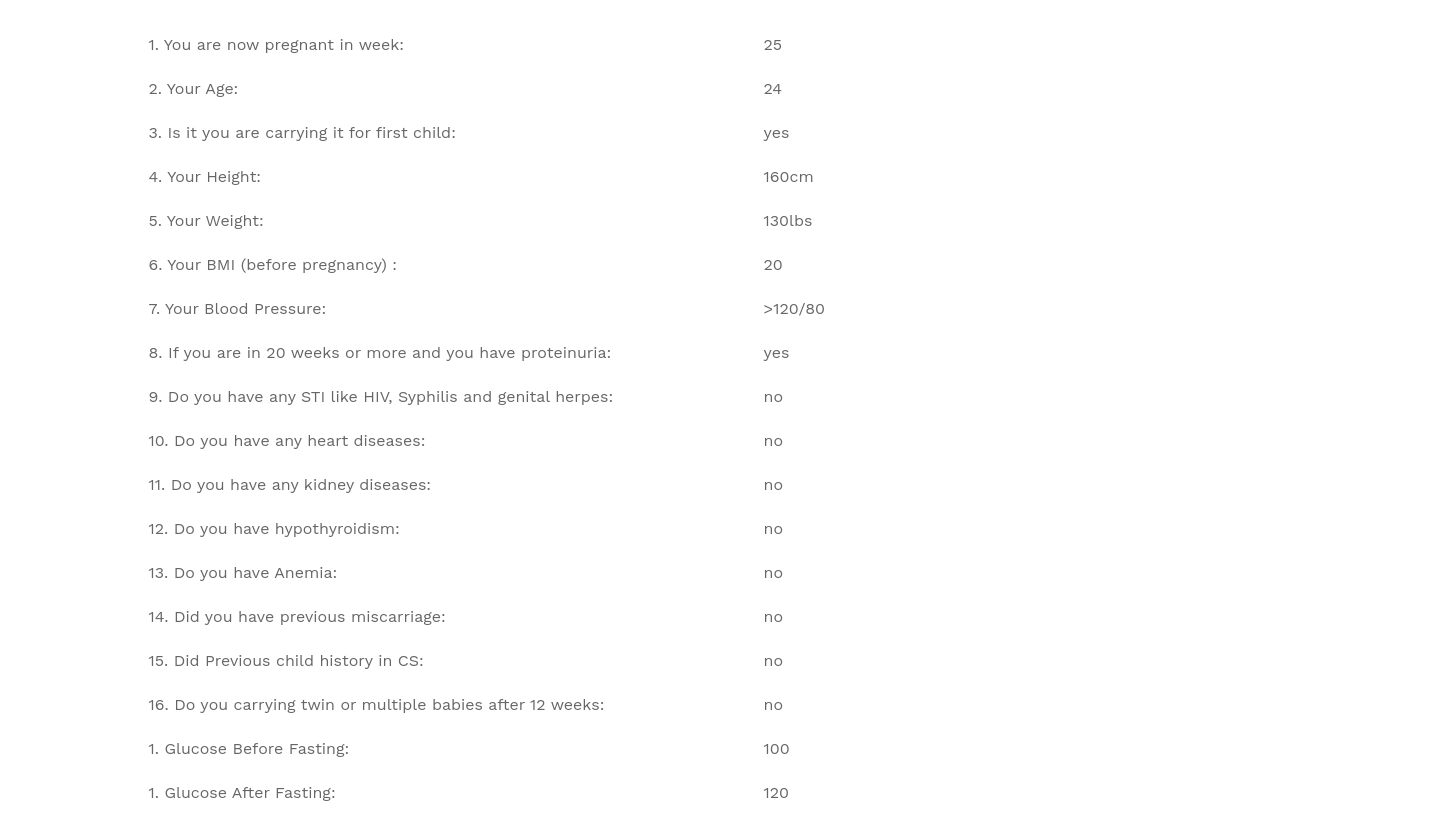 1. You are now pregnant in week: 25
2. Your Age: 24
3. Is it you are carrying it for first child: yes
4. Your Height: 160cm
5. Your Weight: 130lbs
6. Your BMI (before pregnancy) : 20
7. Your Blood Pressure: >120/80
8. If you are in 20 weeks or more and you have proteinuria: yes
9. Do you have any STI like HIV, Syphilis and genital herpes: no
10. Do you have any heart diseases: no
11. Do you have any kidney diseases: no
12. Do you have hypothyroidism: no
13. Do you have Anemia: no
14. Did you have previous miscarriage: no
15. Did Previous child history in CS: no
16. Do you carrying twin or multiple babies after 12 weeks: no
1. Glucose Before Fasting: 100
1. Glucose After Fasting: 120